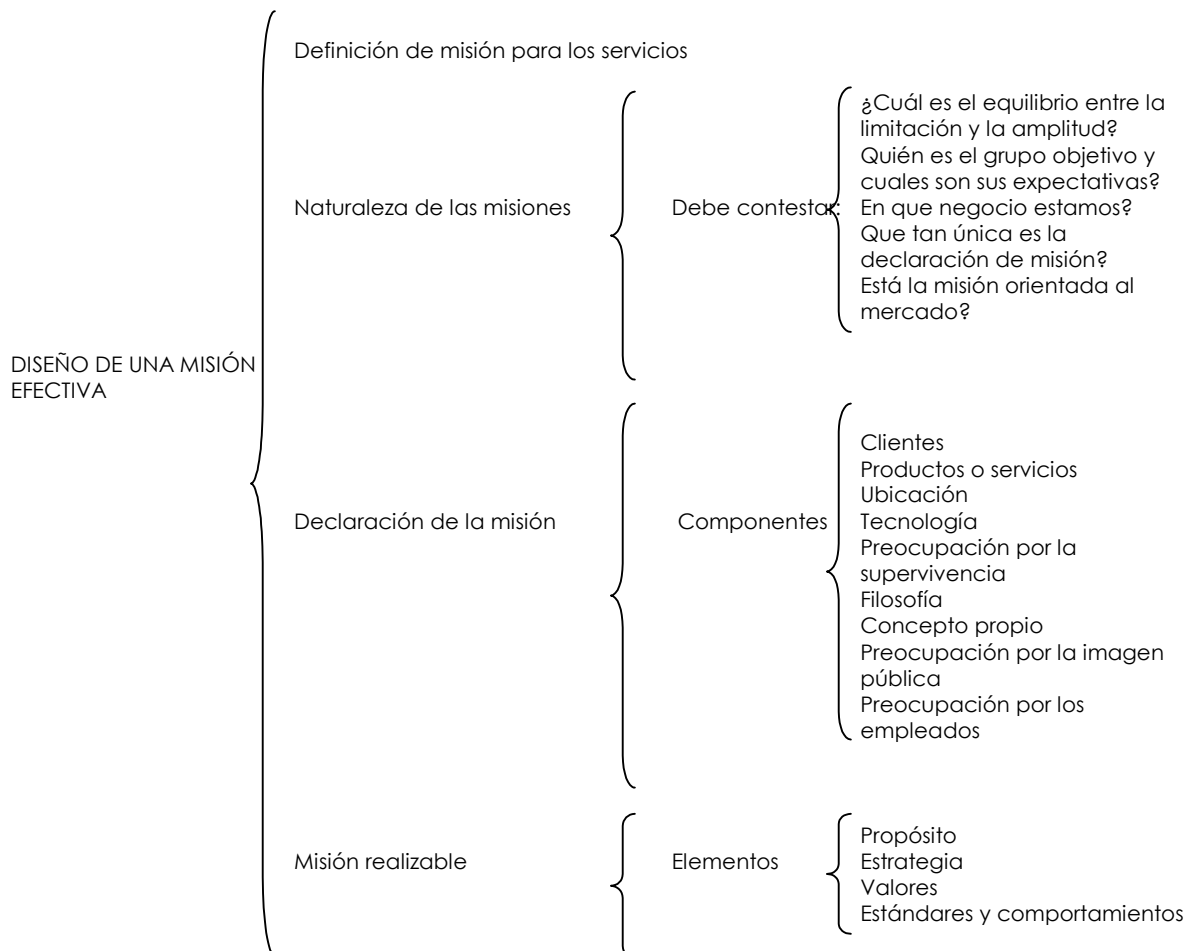 Definición de misión para los servicios
¿Cuál es el equilibrio entre la
limitación y la amplitud?
Quién es el grupo objetivo y
cuales son sus expectativas?
Naturaleza de las misiones
Debe contestar:
En que negocio estamos?
Que tan única es la
declaración de misión?
Está la misión orientada al
mercado?
DISEÑO DE UNA MISIÓN
EFECTIVA
Clientes
Productos o servicios
Ubicación
Declaración de la misión
Componentes
Tecnología
Preocupación por la
supervivencia
Filosofía
Concepto propio
Preocupación por la imagen
pública
Preocupación por los
empleados
Misión realizable
Elementos
Propósito
Estrategia
Valores
Estándares y comportamientos